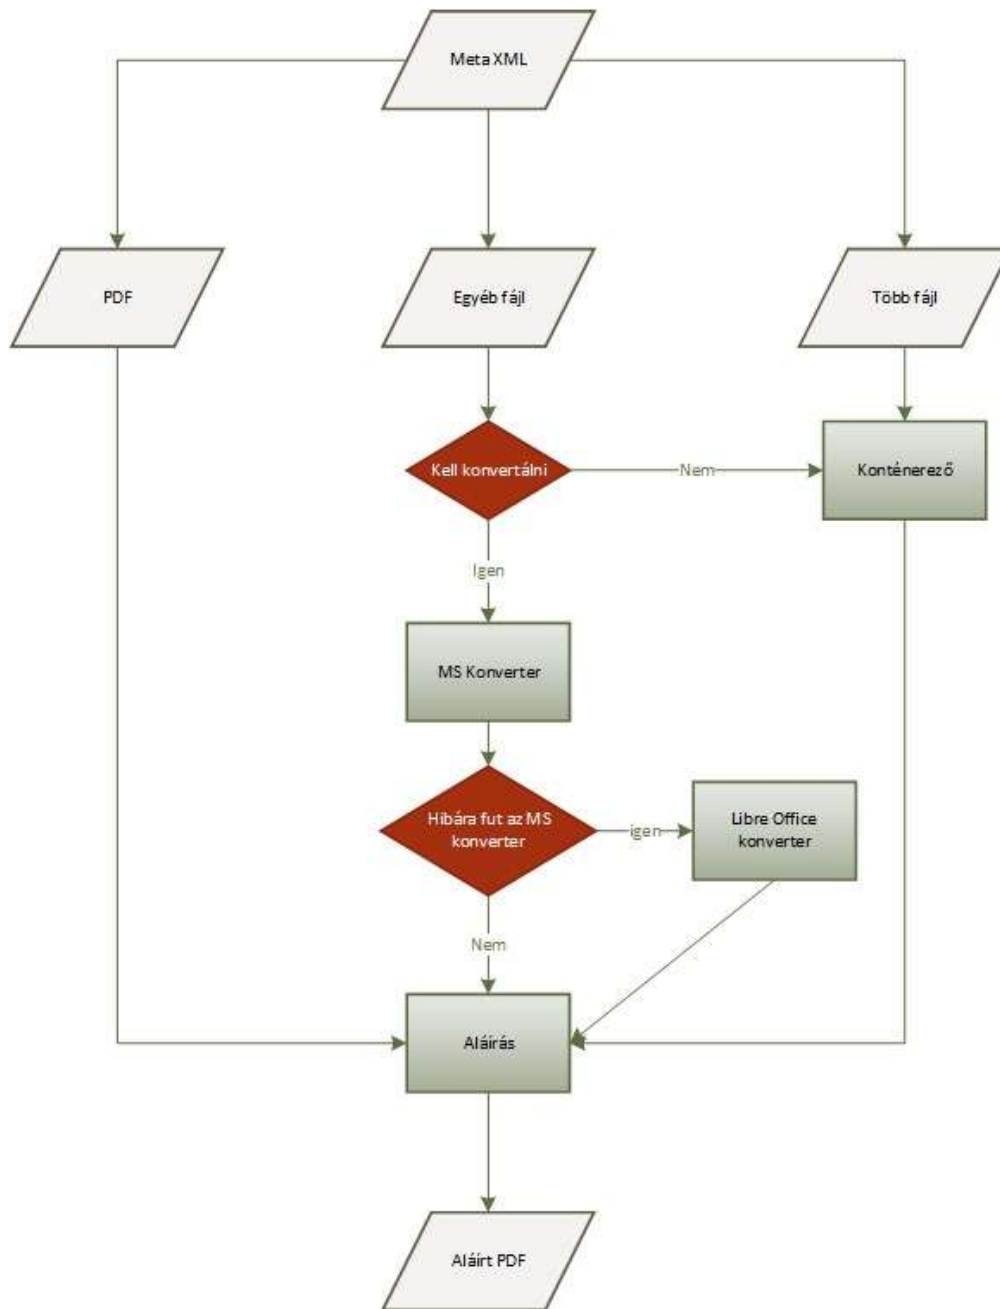 Meta XML
PDF
Egyéb fájl
Több fájl
Kell konvertálni
Nem
Konténerező
Igen
MS Konverter
Hibára fut az MS
konverter
igen
Libre Office
konverter
Nem
Aláírás
Aláírt PDF